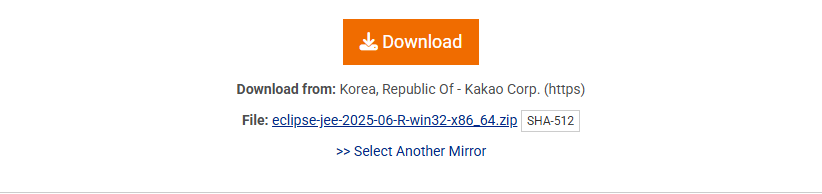 Download
Download from: Korea, Republic Of - Kakao Corp. (https)
File: eclipse-jee-2025-06-R-win32-x86_64.zip SHA-512
>> Select Another Mirror